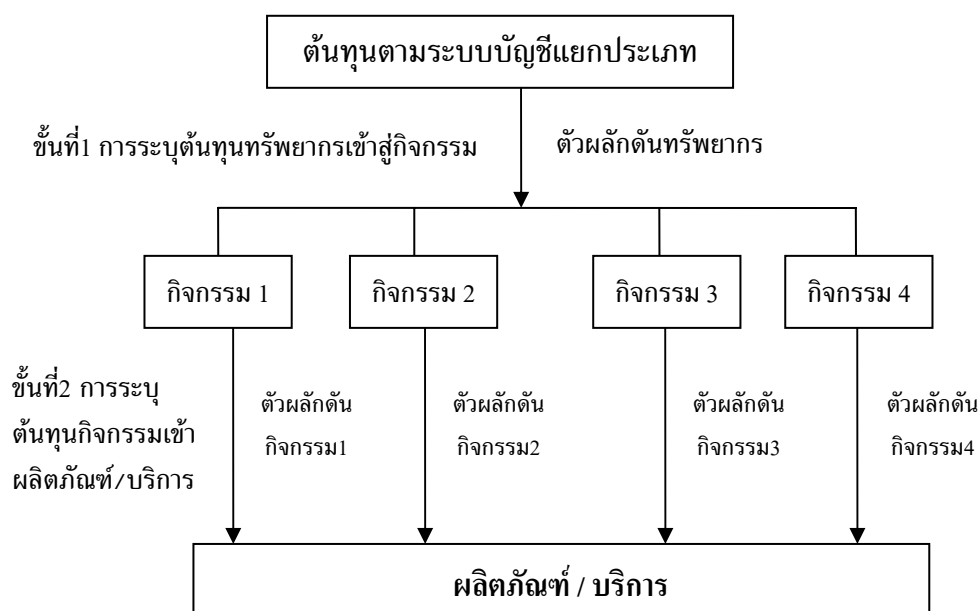 ต้นทุนตามระบบบัญชีแยกประเภท
ขั้นที่1 การระบุต้นทุนทรัพยากรเข้าสู่กิจกรรม
ตัวผลักดันทรัพยากร
กิจกรรม 1
กิจกรรม 2
กิจกรรม 3
กิจกรรม 4
ขั้นที่2 การระบุ
ต้นทุนกิจกรรมเข้า
ผลิตภัณฑ์/บริการ
ตัวผลักดัน
กิจกรรม1
ตัวผลักดัน
กิจกรรม2
ตัวผลักดัน
กิจกรรม3
ตัวผลักดัน
กิจกรรม4
ผลิตภัณฑ์ / บริการ